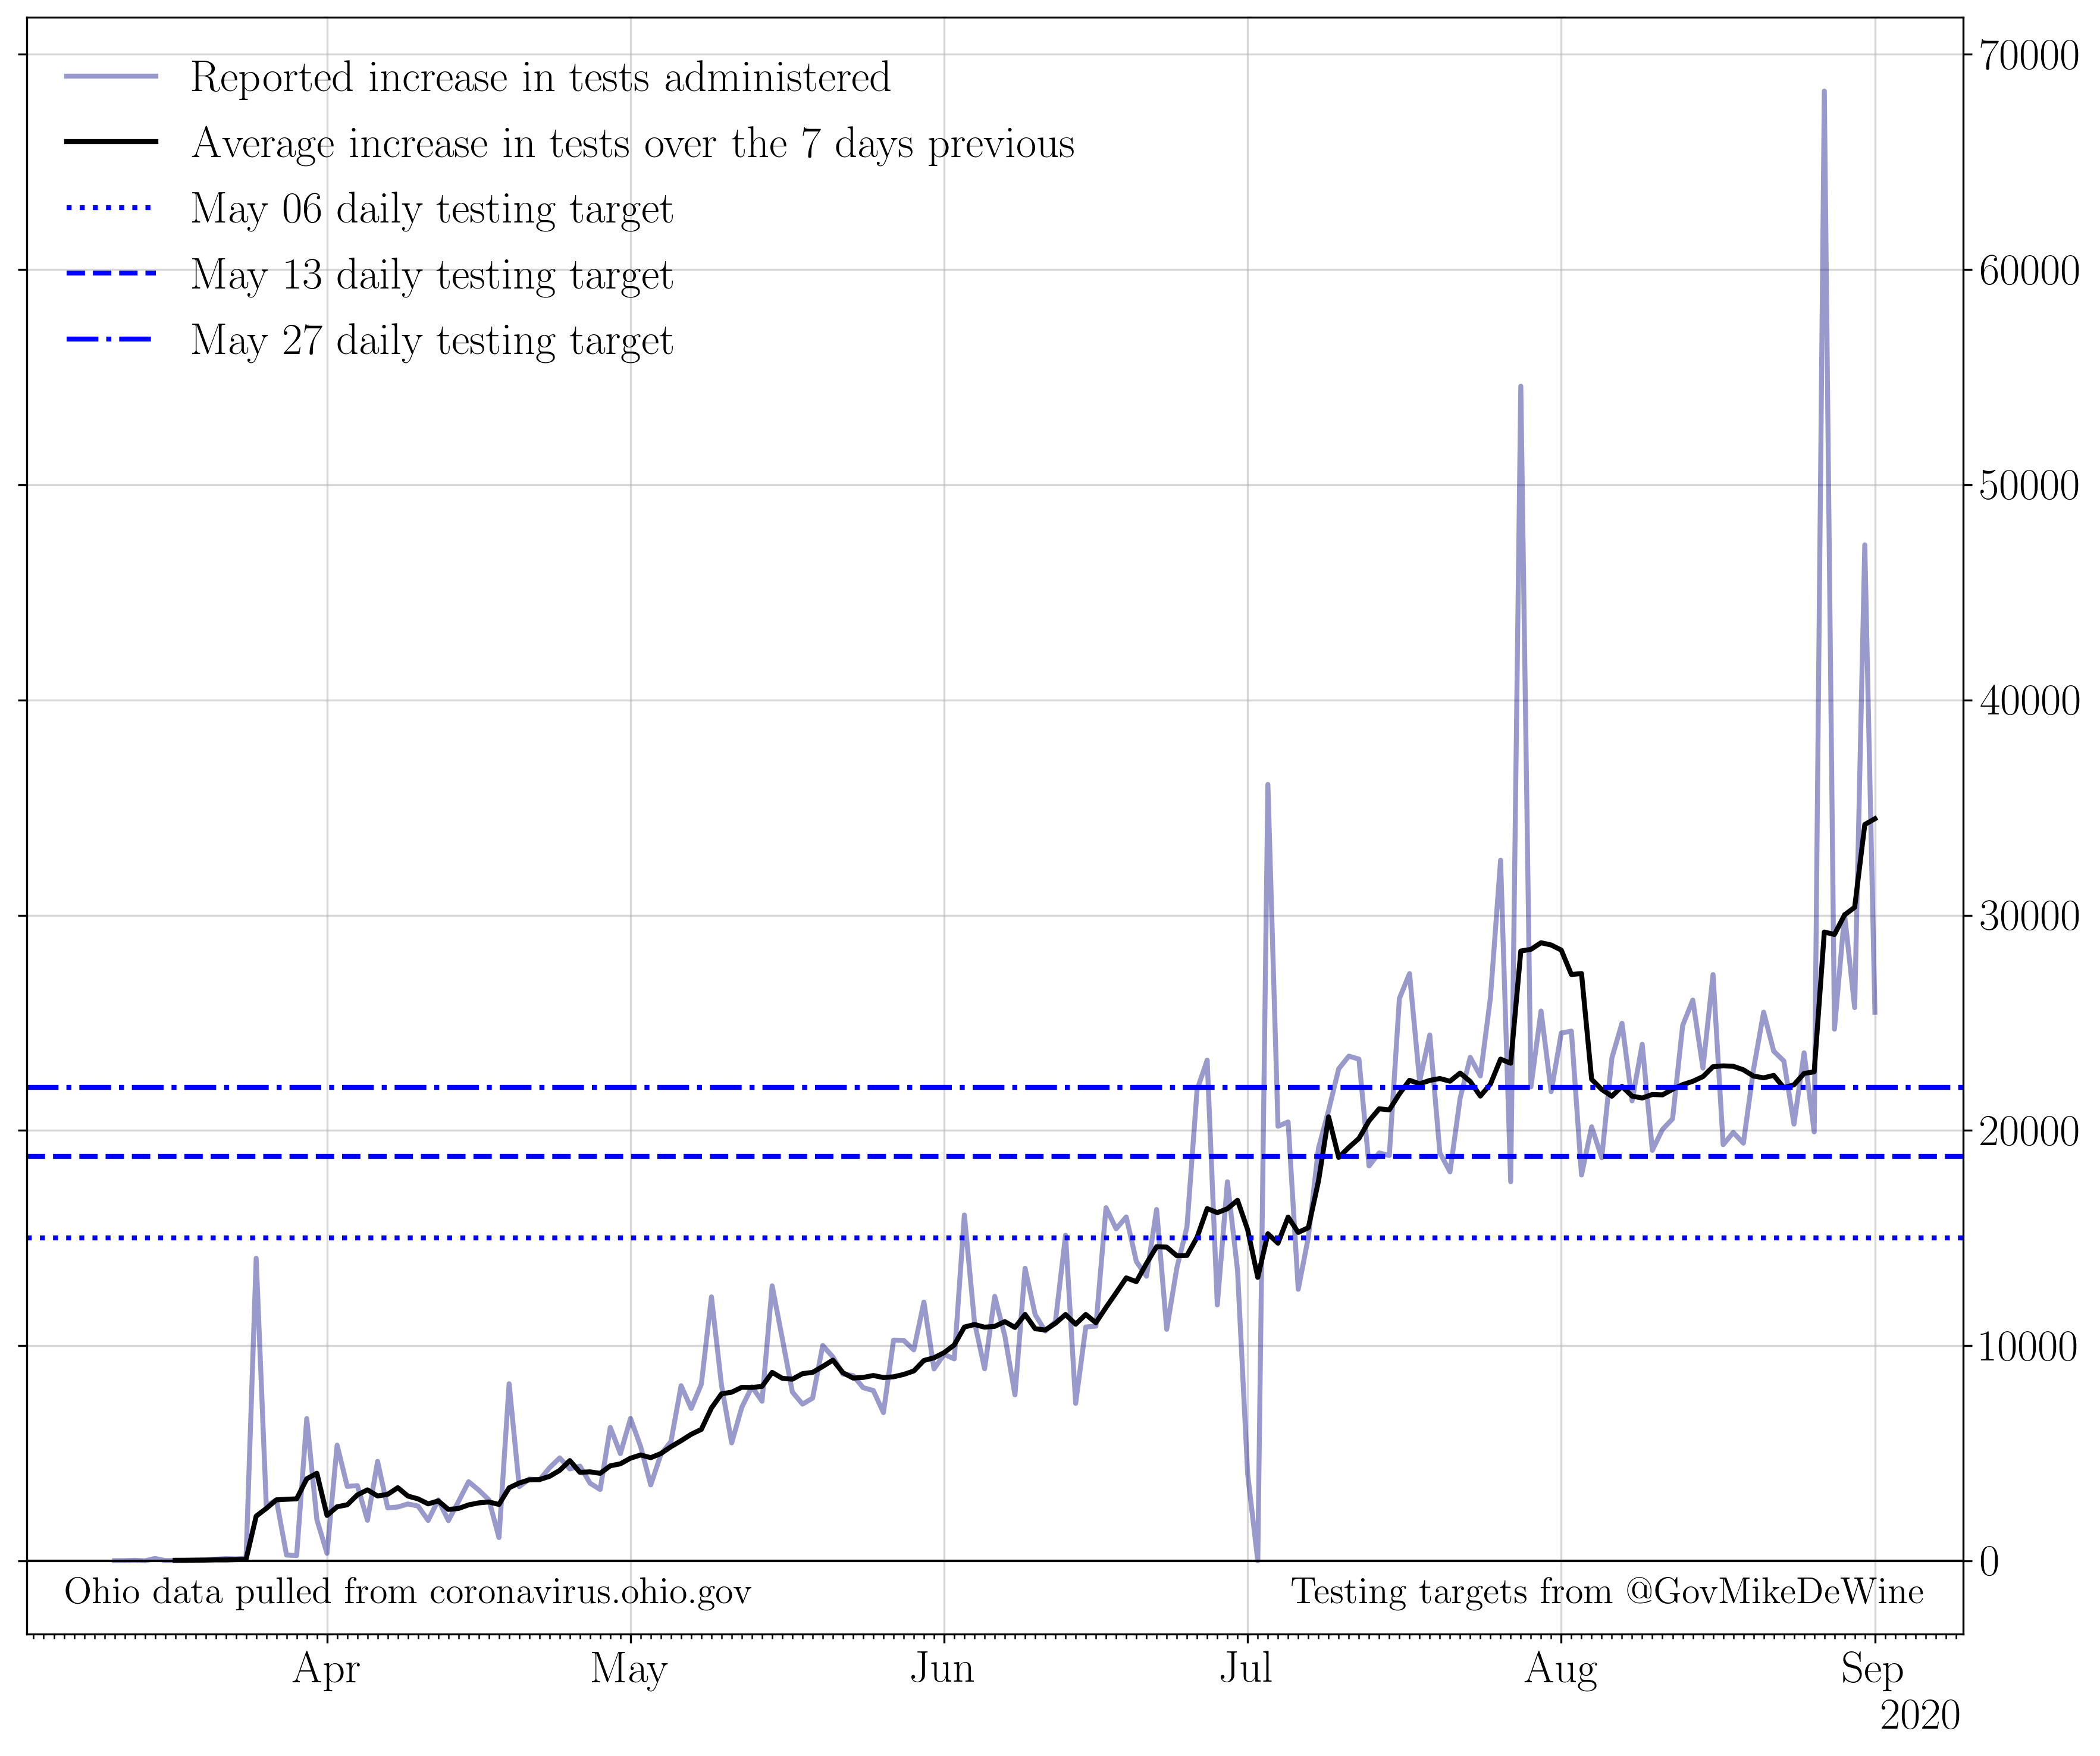 Reported increase in tests administered
Average increase in tests over the 7 days previous
May 06 daily testing target
May 13 daily testing target
May 27 daily testing target
70000
60000
50000
40000
30000
20000
10000
0
Ohio data pulled from coronavirus.ohio.gov
Testing targets from @GovMikeDeWine
Apr May Jun Jul Aug Sep
2020